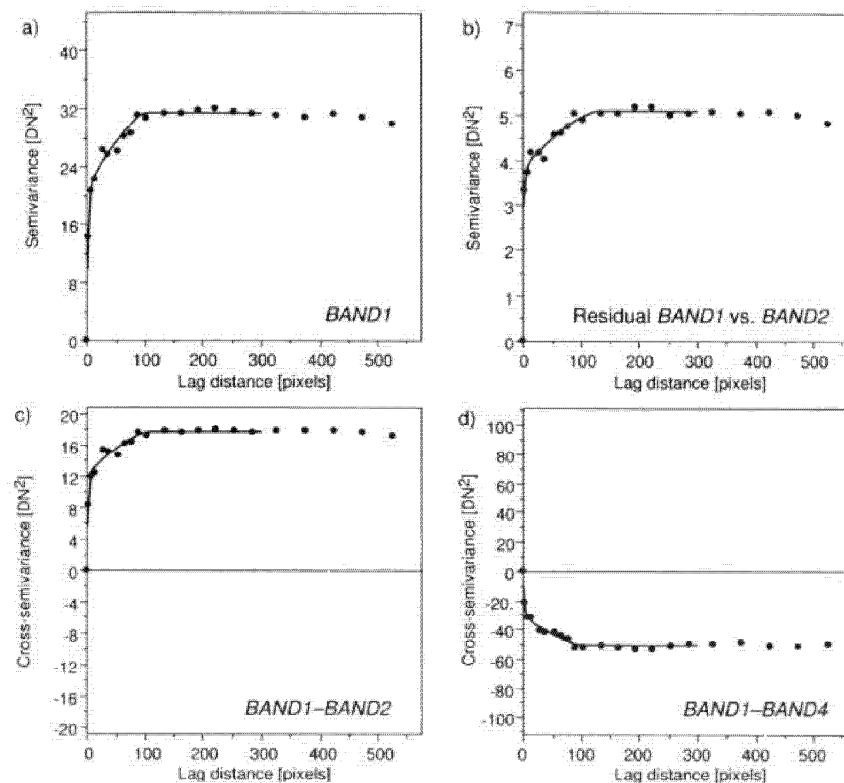 a)
40
32
24
16
8
0
Semivariance [DN²]
BAND1
0 100 200 300 400 500
Lag distance [pixels]
b)
7
6
5
4
3
2
1
0
Semivariance [DN²]
Residual BAND1 vs. BAND2
0 100 200 300 400 500
Lag distance [pixels]
c)
20
16
12
8
4
0
-4
-8
-12
-16
-20
Cross-semivariance [DN²]
BAND1–BAND2
0 100 200 300 400 500
Lag distance [pixels]
d)
100
80
60
40
20
0
-20
-40
-60
-80
-100
Cross-semivariance [DN²]
BAND1–BAND4
0 100 200 300 400 500
Lag distance [pixels]